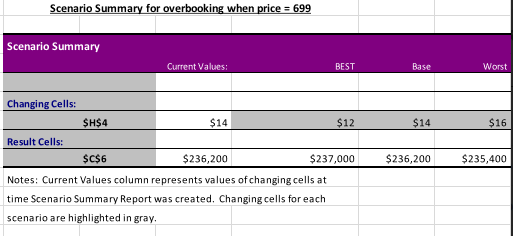 Scenario Summary for overbooking when price = 699
Scenario Summary
Current Values: BEST Base Worst
Changing Cells:
$H$4 $14 $12 $14 $16
Result Cells:
$C$6 $236,200 $237,000 $236,200 $235,400
Notes: Current Values column represents values of changing cells at
time Scenario Summary Report was created. Changing cells for each
scenario are highlighted in gray.